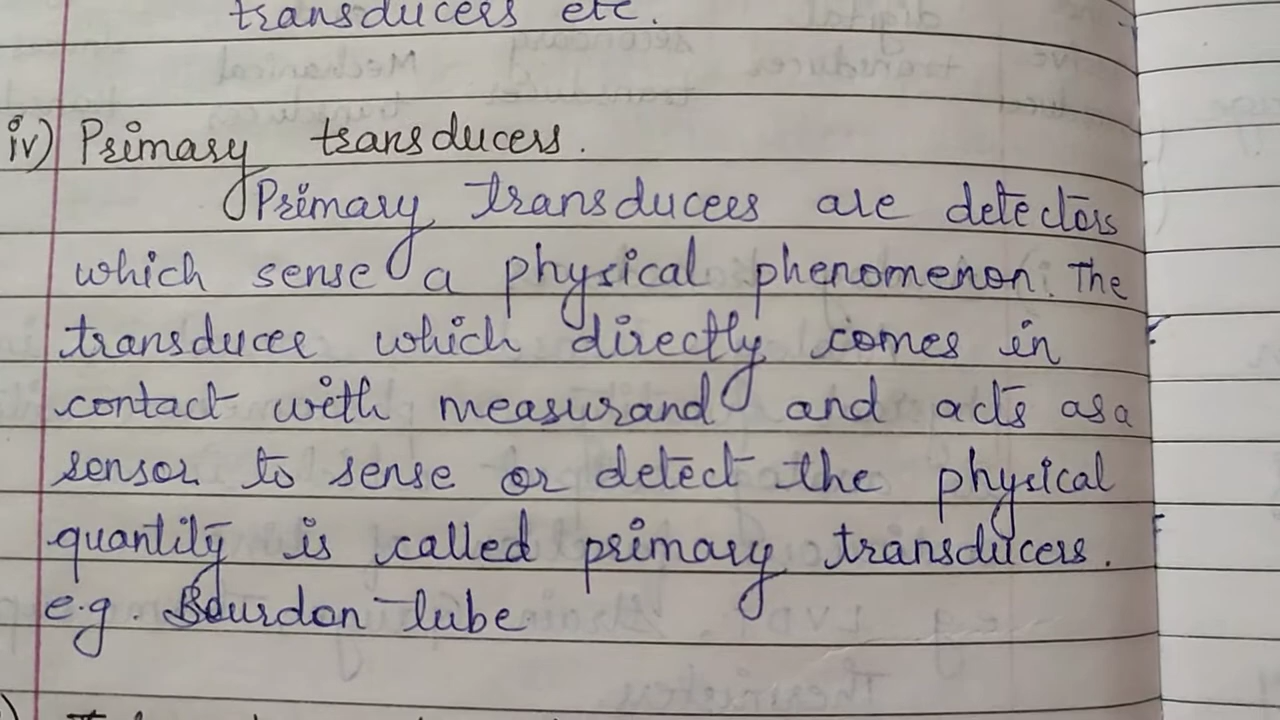 transducers etc.
iv) Primary transducers.
Primary transducers are detectors
which sense a physical phenomenon. The
transducer which directly comes in
contact with measurand and acts as a
sensor to sense or detect the physical
quantity is called primary transducers.
e.g. Bourdon tube